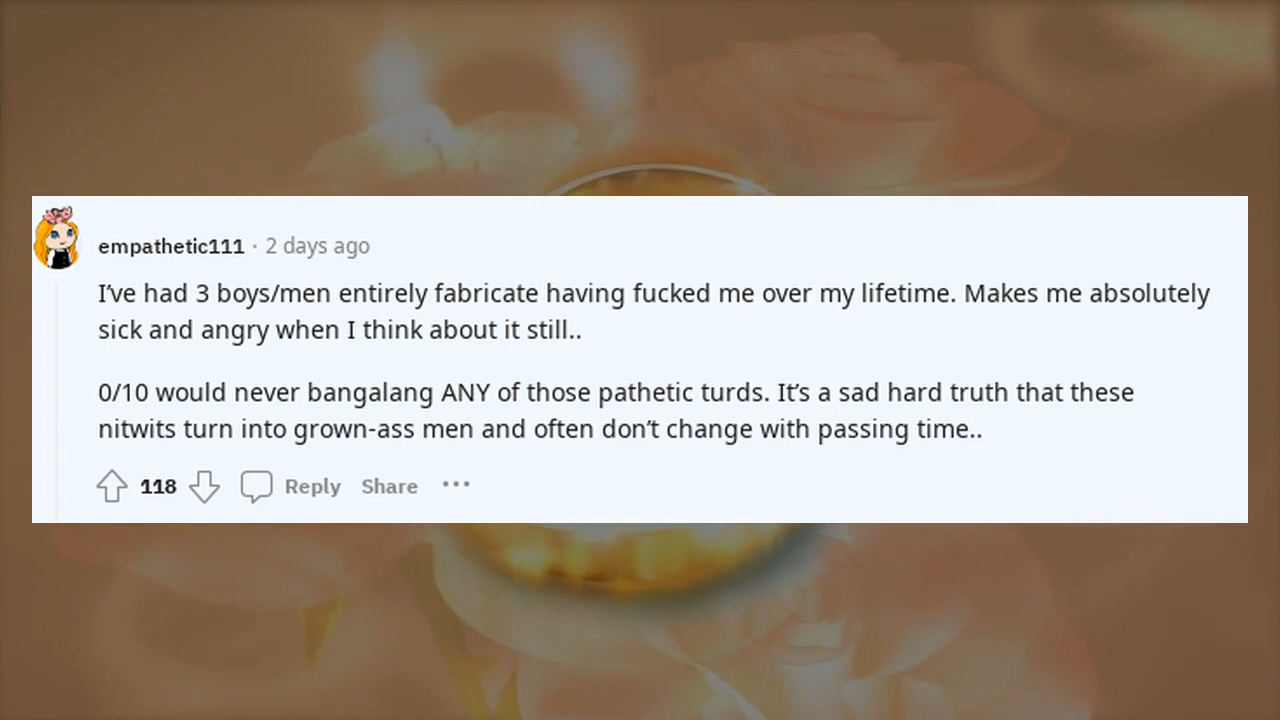 empathetic111 · 2 days ago
I’ve had 3 boys/men entirely fabricate having fucked me over my lifetime. Makes me absolutely
sick and angry when I think about it still..
0/10 would never bangalang ANY of those pathetic turds. It’s a sad hard truth that these
nitwits turn into grown-ass men and often don’t change with passing time..
118 Reply Share ···